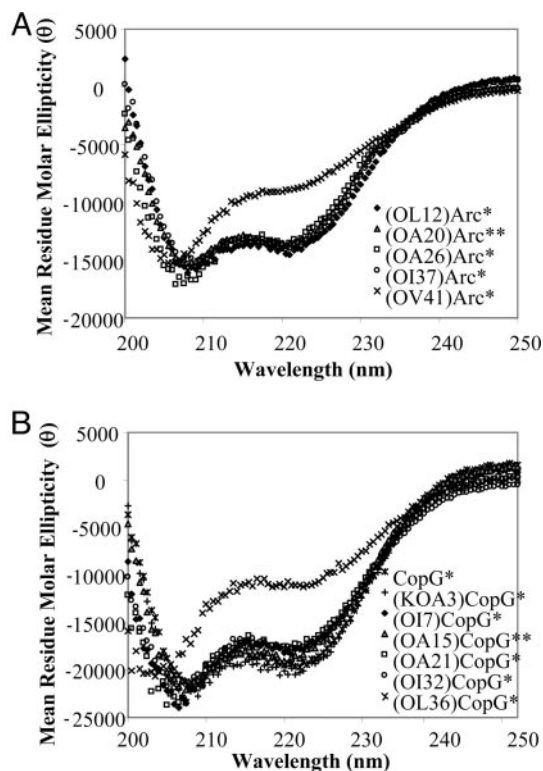 A
5000
0
-5000
-10000
-15000
-20000
Mean Residue Molar Ellipticity (θ)
(OL12)Arc*
(OA20)Arc**
(OA26)Arc*
(OI37)Arc*
(OV41)Arc*
200 210 220 230 240 250
Wavelength (nm)
B
5000
0
-5000
-10000
-15000
-20000
-25000
Mean Residue Molar Ellipticity (θ)
CopG*
(KOA3)CopG*
(OI7)CopG*
(OA15)CopG**
(OA21)CopG*
(OI32)CopG*
(OL36)CopG*
200 210 220 230 240 250
Wavelength (nm)